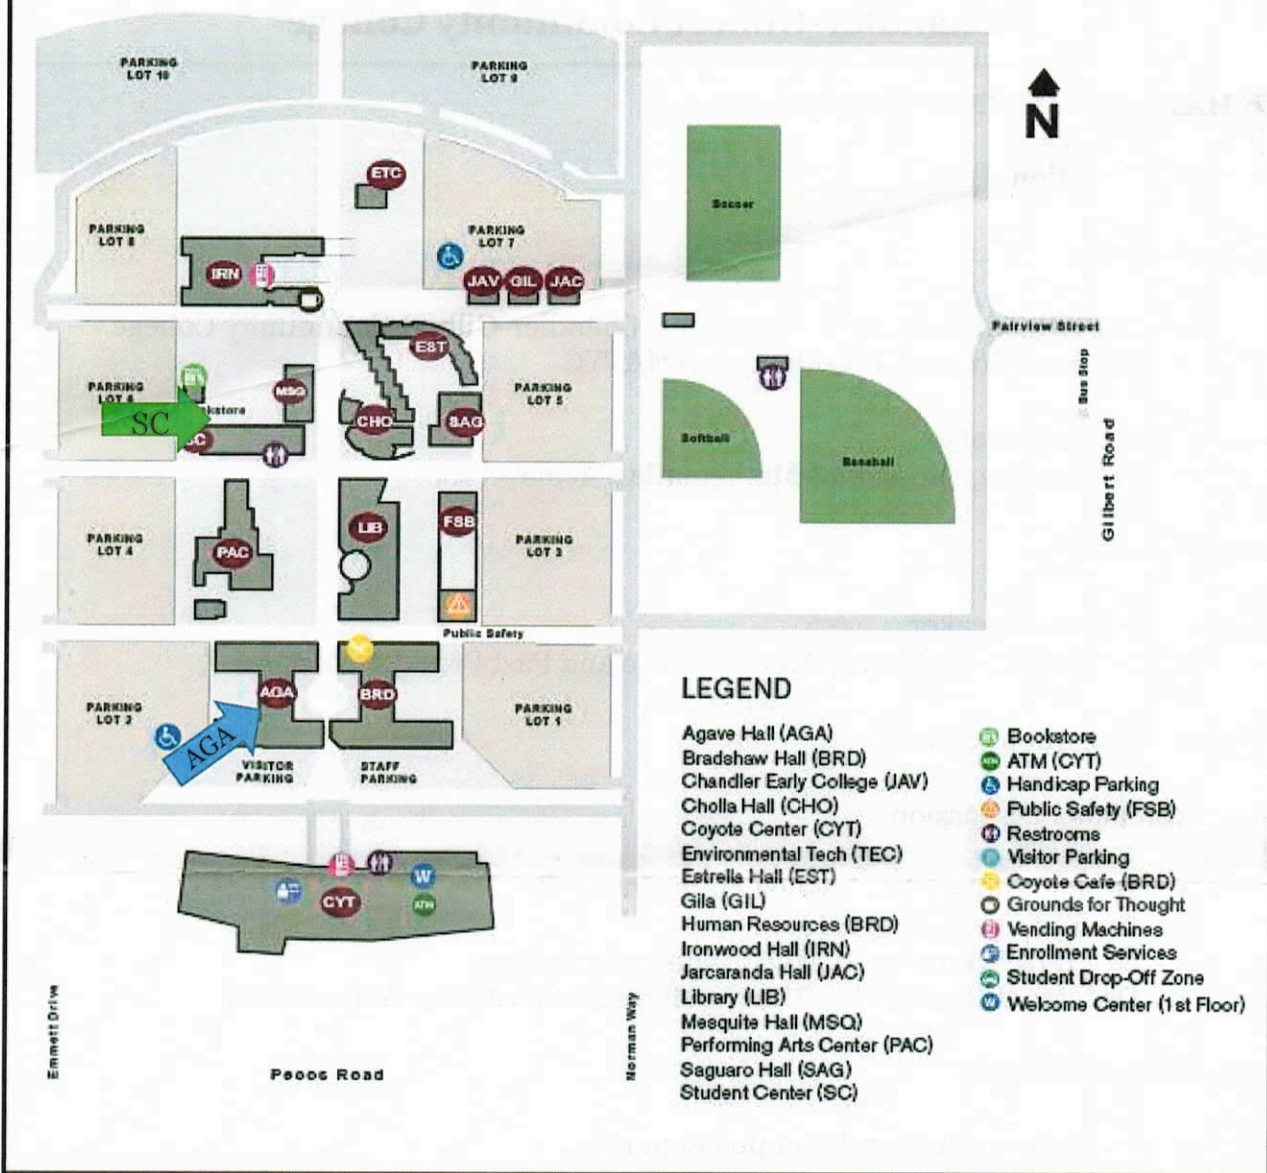 PARKING
LOT 10
PARKING
LOT 9
N
ETC
Soccer
PARKING
LOT 8
PARKING
LOT 7
IRN
JAV
GIL
JAC
Fairview Street
EST
PARKING
LOT 6
PARKING
LOT 5
MSQ
Bus Stop
SC
kstore
CHO
SAG
SC
Softball
Baseball
Gilbert Road
PARKING
LOT 4
PAC
LIB
FSB
PARKING
LOT 3
Public Safety
AGA
BRD
PARKING
LOT 2
PARKING
LOT 1
AGA
VISITOR
PARKING
STAFF
PARKING
W
CYT
ATM
Emmett Drive
Norman Way
Pecos Road
LEGEND
Agave Hall (AGA)
Bradshaw Hall (BRD)
Chandler Early College (JAV)
Cholla Hall (CHO)
Coyote Center (CYT)
Environmental Tech (TEC)
Estrella Hall (EST)
Gila (GIL)
Human Resources (BRD)
Ironwood Hall (IRN)
Jarcaranda Hall (JAC)
Library (LIB)
Mesquite Hall (MSQ)
Performing Arts Center (PAC)
Saguaro Hall (SAG)
Student Center (SC)
Bookstore
ATM (CYT)
Handicap Parking
Public Safety (FSB)
Restrooms
Visitor Parking
Coyote Cafe (BRD)
Grounds for Thought
Vending Machines
Enrollment Services
Student Drop-Off Zone
W Welcome Center (1st Floor)